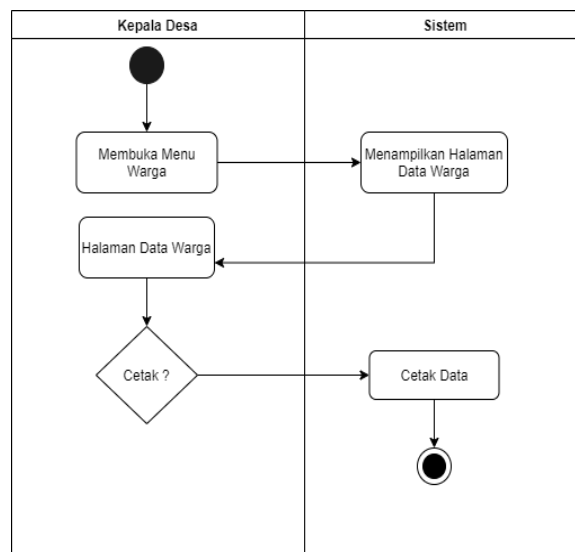 Kepala Desa
Sistem
Membuka Menu
Warga
Menampilkan Halaman
Data Warga
Halaman Data Warga
Cetak ?
Cetak Data